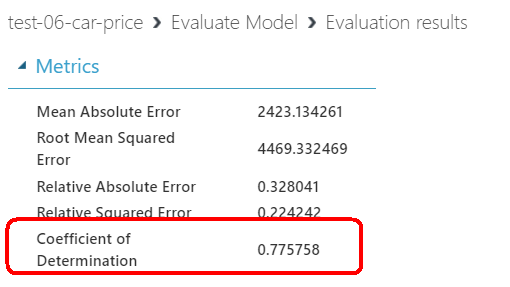 test-06-car-price > Evaluate Model > Evaluation results
Metrics
Mean Absolute Error 2423.134261
Root Mean Squared
Error 4469.332469
Relative Absolute Error 0.328041
Relative Squared Error 0.224242
Coefficient of
Determination 0.775758